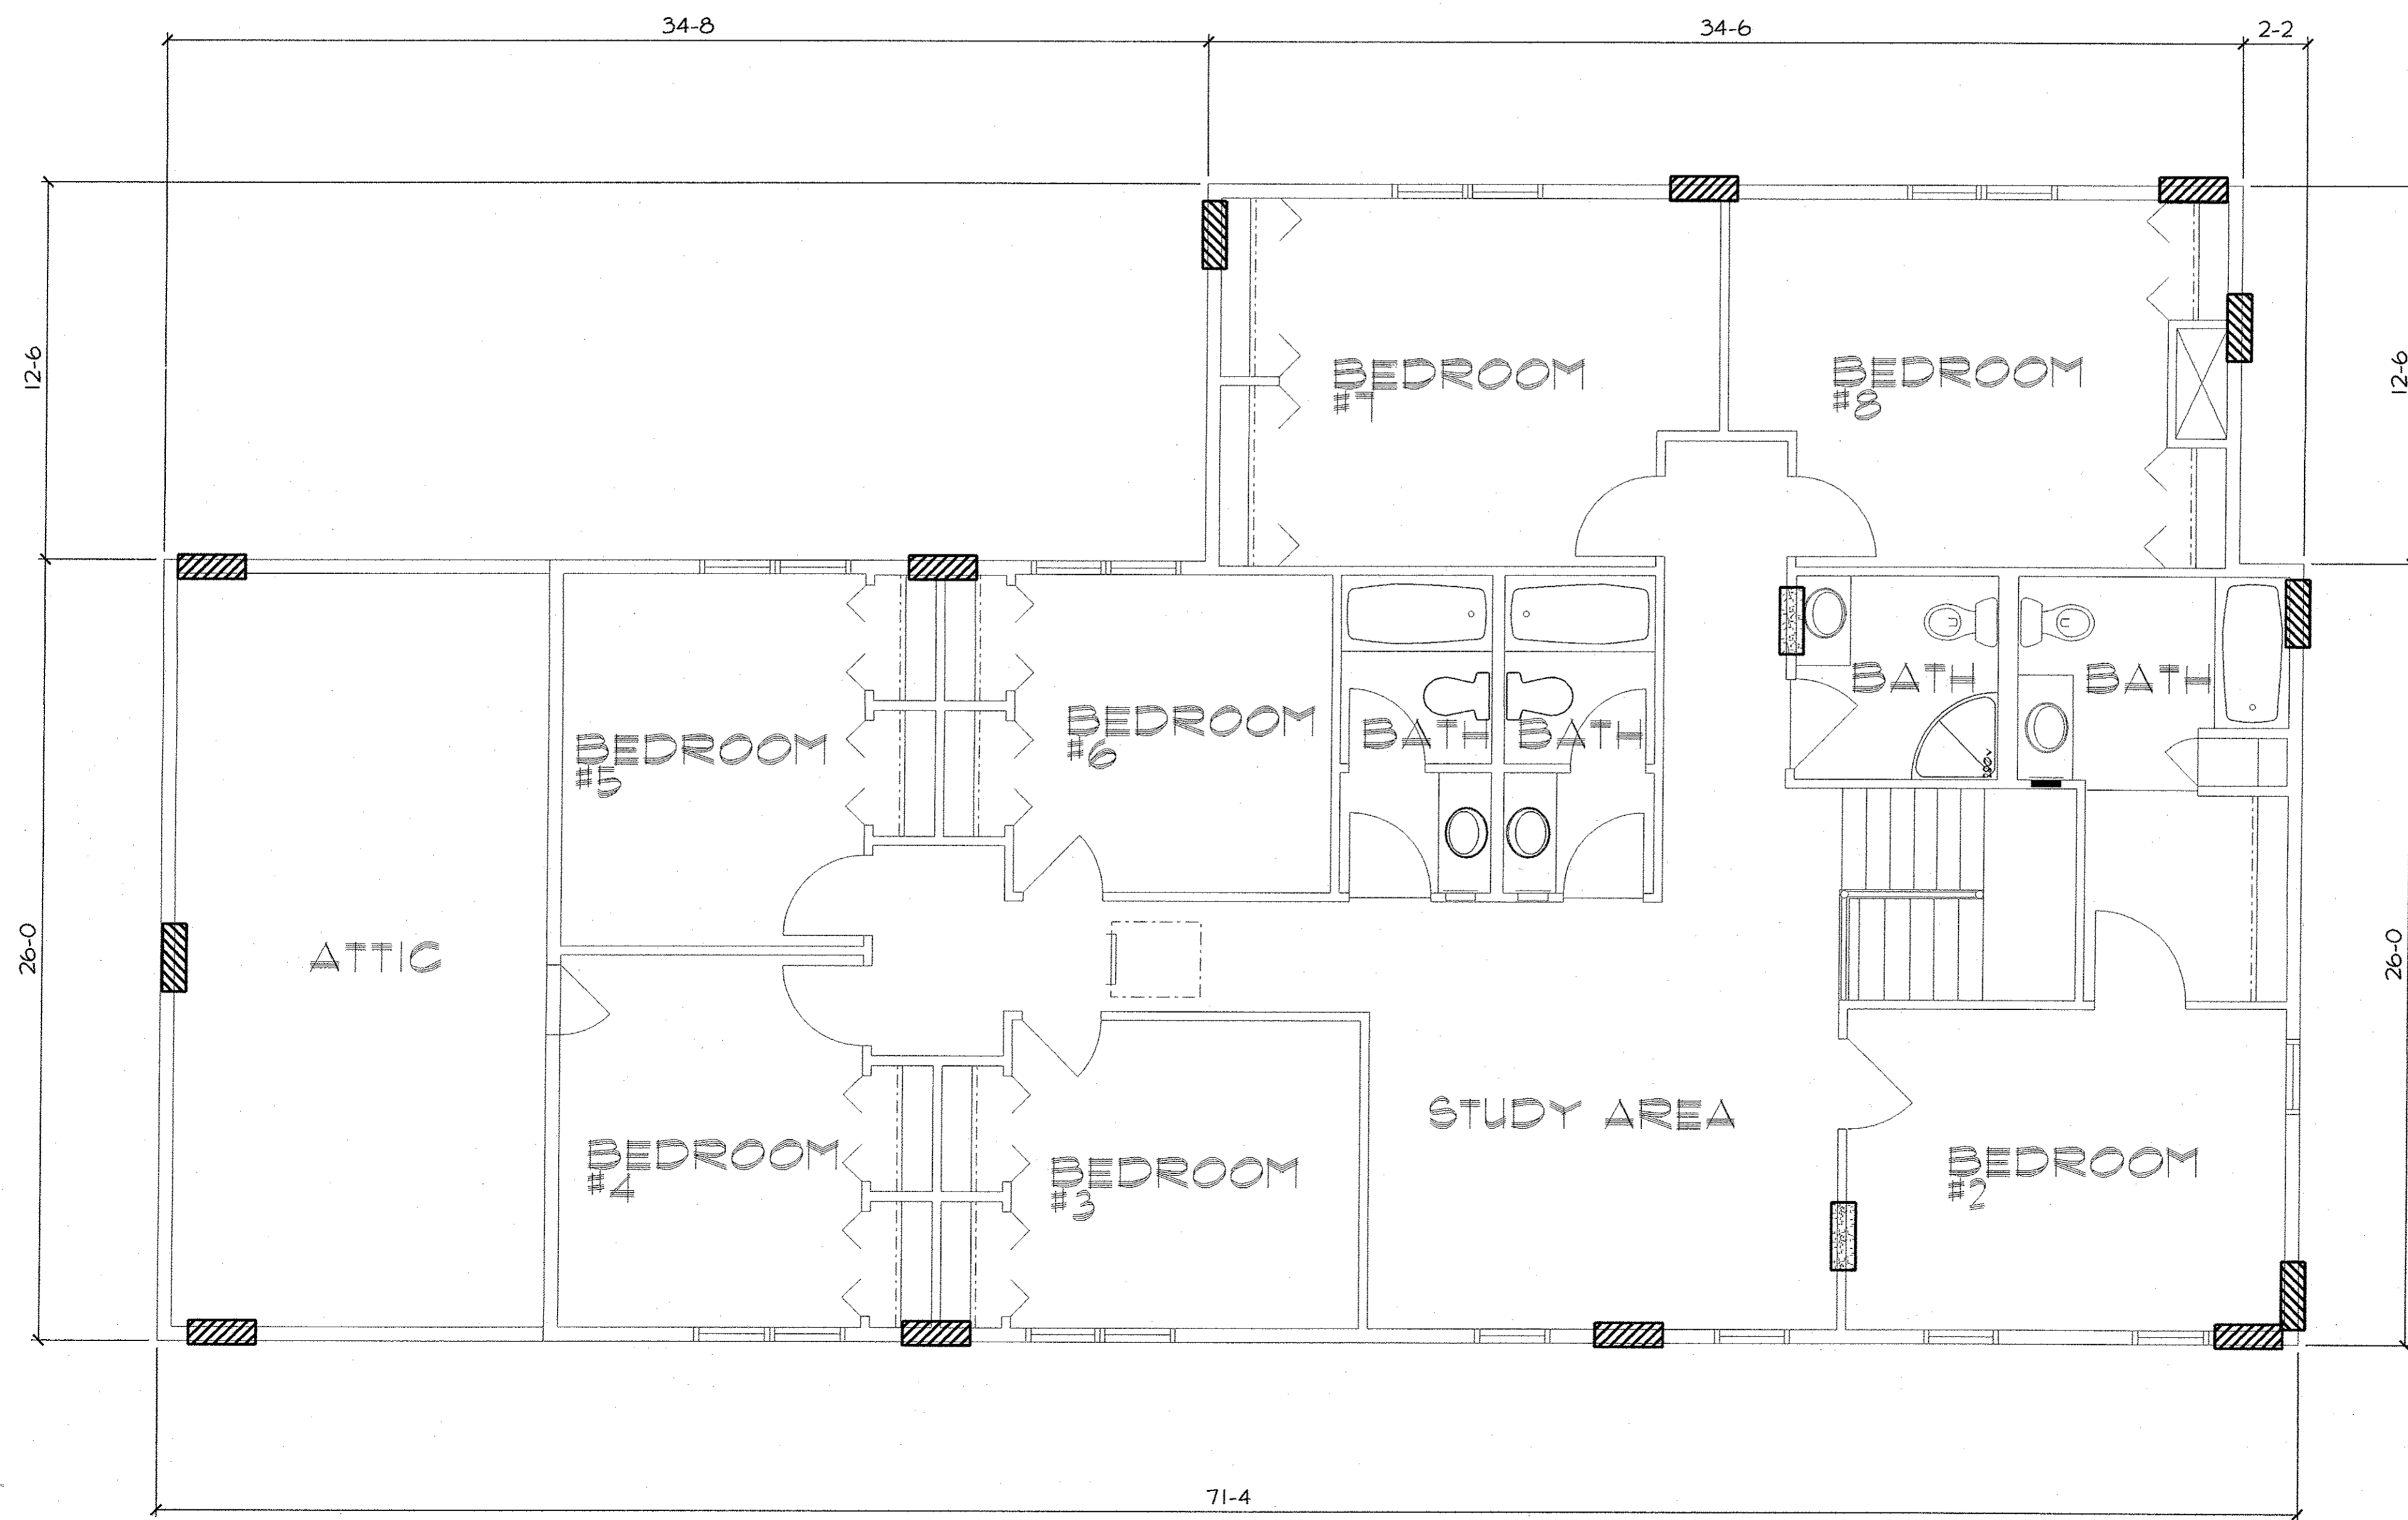 34-8
34-6
2-2
12-6
12-6
BEDROOM
#7
BEDROOM
#8
BATH
BATH
BEDROOM
#6
BATH
BATH
BEDROOM
#5
ATTIC
26-0
26-0
STUDY AREA
BEDROOM
#4
BEDROOM
#3
BEDROOM
#2
71-4